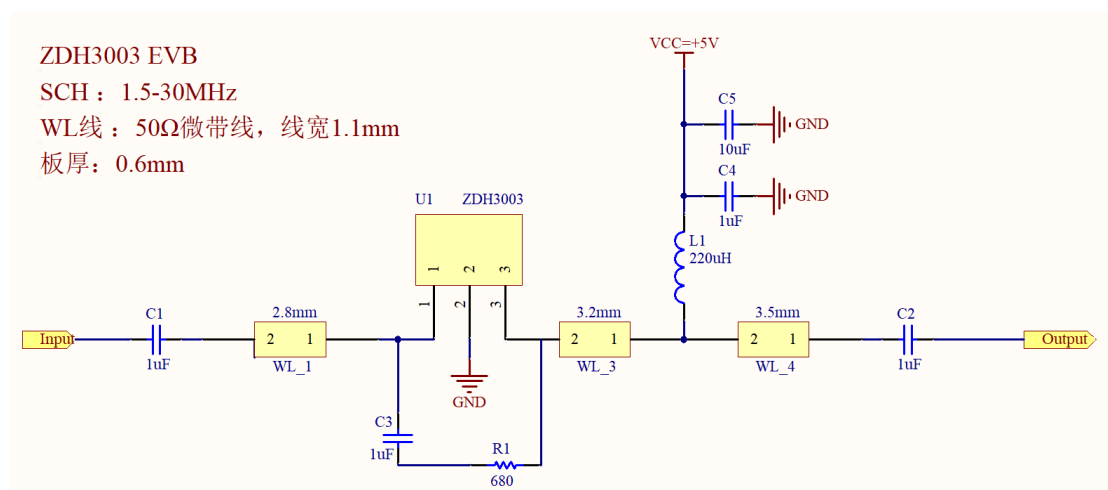 ZDH3003 EVB
SCH：1.5-30MHz
WL线：50Ω微带线，线宽1.1mm
板厚：0.6mm
VCC=+5V
C5
GND
10uF
C4
GND
1uF
U1 ZDH3003
1 2 3
1 2 3
L1
220uH
C1
2.8mm
3.2mm
3.5mm
C2
Input
2 1
2 1
2 1
Output
1uF
WL_1
WL_3
WL_4
1uF
GND
C3
1uF
R1
680